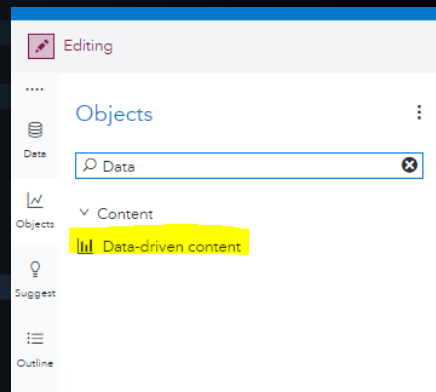 Editing
Objects
Data
Data
Content
Objects
Data-driven content
Suggest
Outline